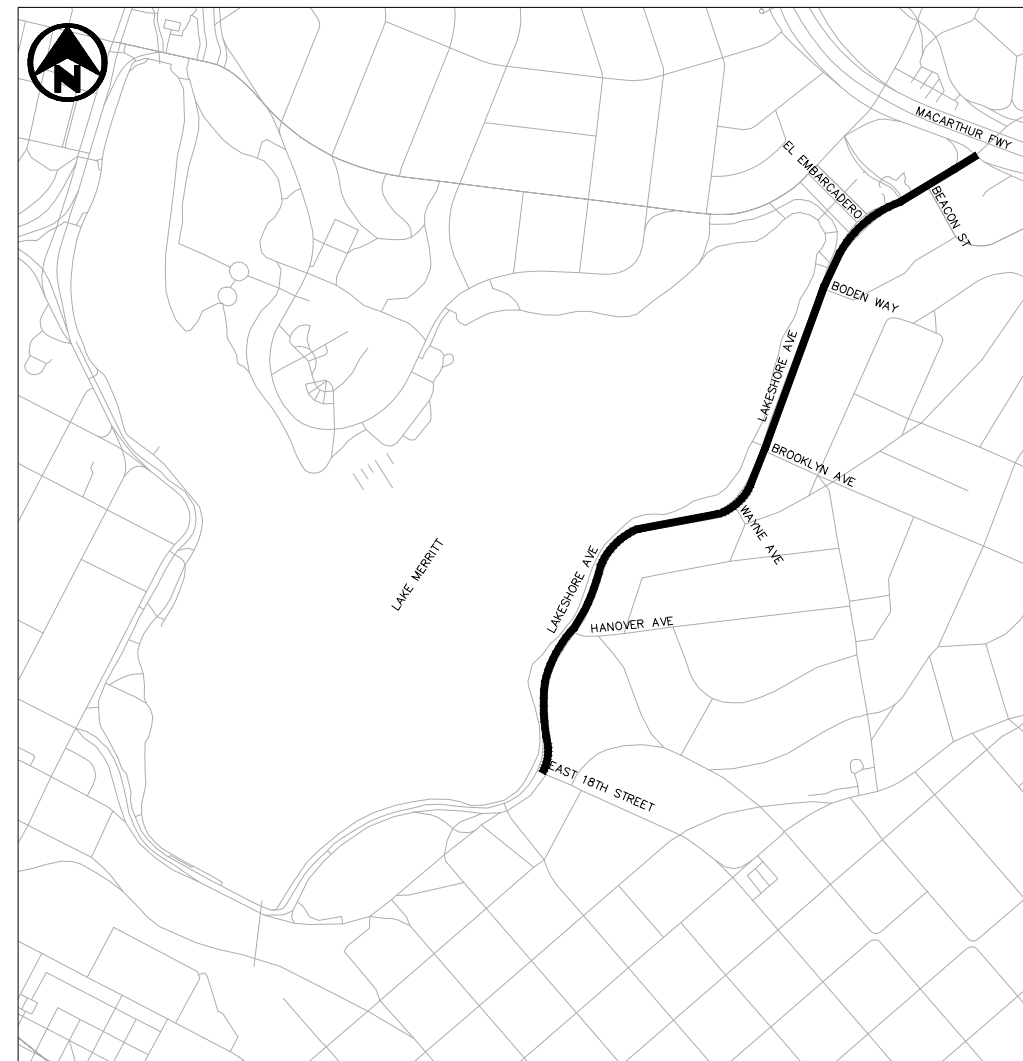 N
MACARTHUR FWY
EL EMBARCADERO
BEACON ST
BODEN WAY
LAKESHORE AVE
BROOKLYN AVE
WAYNE AVE
LAKE MERRITT
LAKESHORE AVE
HANOVER AVE
EAST 18TH STREET